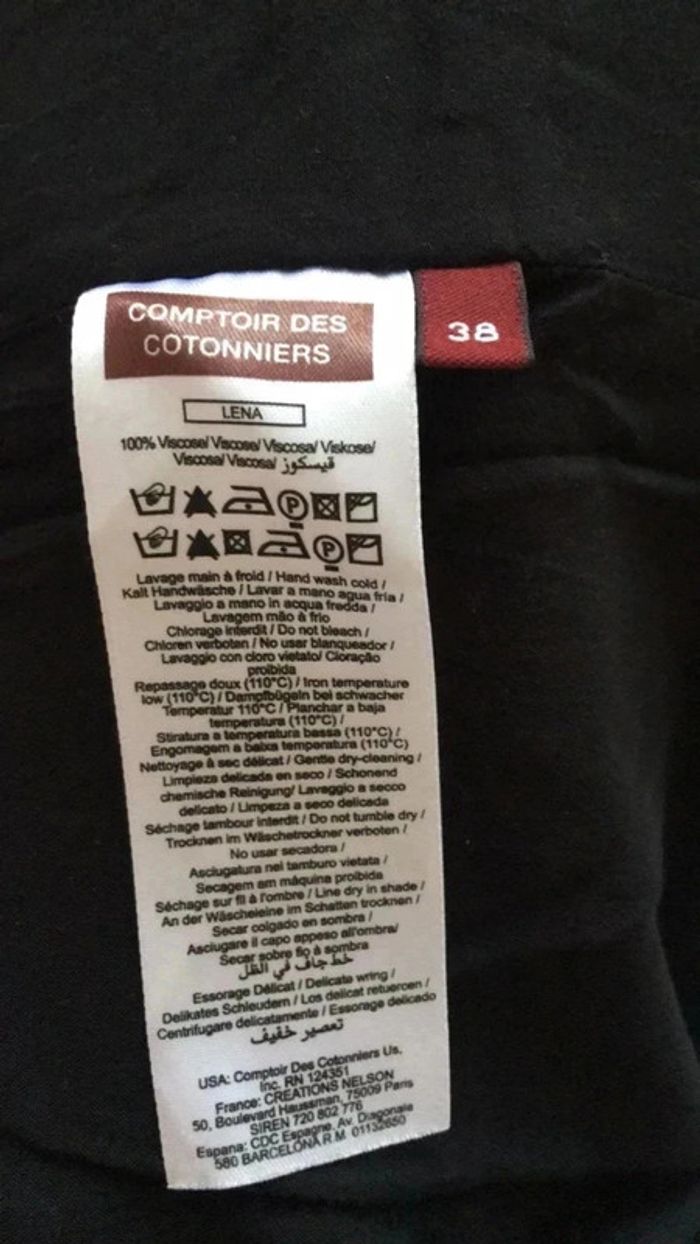 COMPTOIR DES
COTONNIERS
38
LENA
100% Viscose/ Viscose/ Viscosa/ Viskose/
Viscosa/ Viscosa/ ڤيسكوز
P
P
Lavage main à froid / Hand wash cold /
Kalt Handwäsche / Lavar a mano agua fria /
Lavaggio a mano in acqua fredda /
Lavagem mão à frio
Chlorage interdit / Do not bleach /
Chloren verboten / No usar blanqueador /
Lavaggio con cloro vietato/ Cloração
proibida
Repassage doux (110°C) / Iron temperature
low (110°C) / Dampfbügeln bei schwacher
Temperatur 110°C / Planchar a baja
temperatura (110°C) /
Stiratura a temperatura bassa (110°C) /
Engomagem a baixa temperatura (110°C)
Nettoyage à sec délicat / Gentle dry-cleaning /
Limpieza delicada en seco / Schonend
chemische Reinigung/ Lavaggio a secco
delicato / Limpeza a seco delicada
Séchage tambour interdit / Do not tumble dry /
Trocknen im Wäschetrockner verboten /
No usar secadora /
Asciugatura nel tamburo vietata /
Secagem em máquina proibida
Séchage sur fil à l'ombre / Line dry in shade /
An der Wäscheleine im Schatten trocknen /
Secar colgado en sombra /
Asciugare il capo appeso all'ombra/
Secar sobre fio à sombra
خط جاف في الظل
Essorage Délicat / Delicate wring /
Delikates Schleudern / Los delicat retuercen /
Centrifugare delicatamente / Essorage delicado
تعصير خفيف
USA: Comptoir Des Cotonniers Us,
Inc. RN 124351
France: CREATIONS NELSON
50, Boulevard Haussman, 75009 Paris
SIREN 720 802 776
Espana: CDC Espagne, Av. Diagonale
580 BARCELONA R.M. 01132650